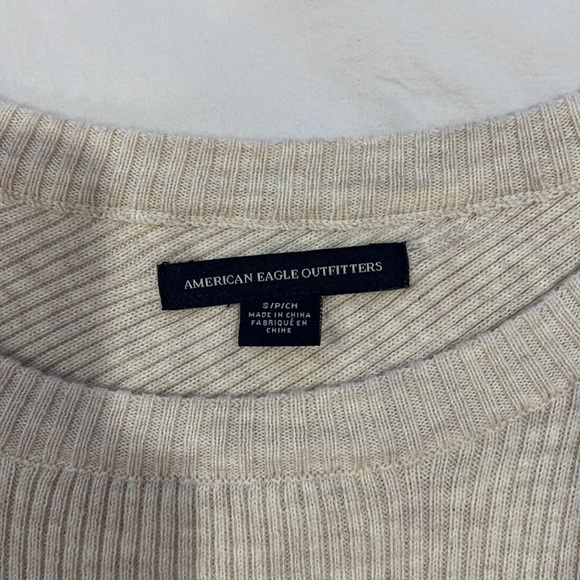 AMERICAN EAGLE OUTFITTERS
S/P/CH
MADE IN CHINA
FABRIQUÉ EN
CHINE